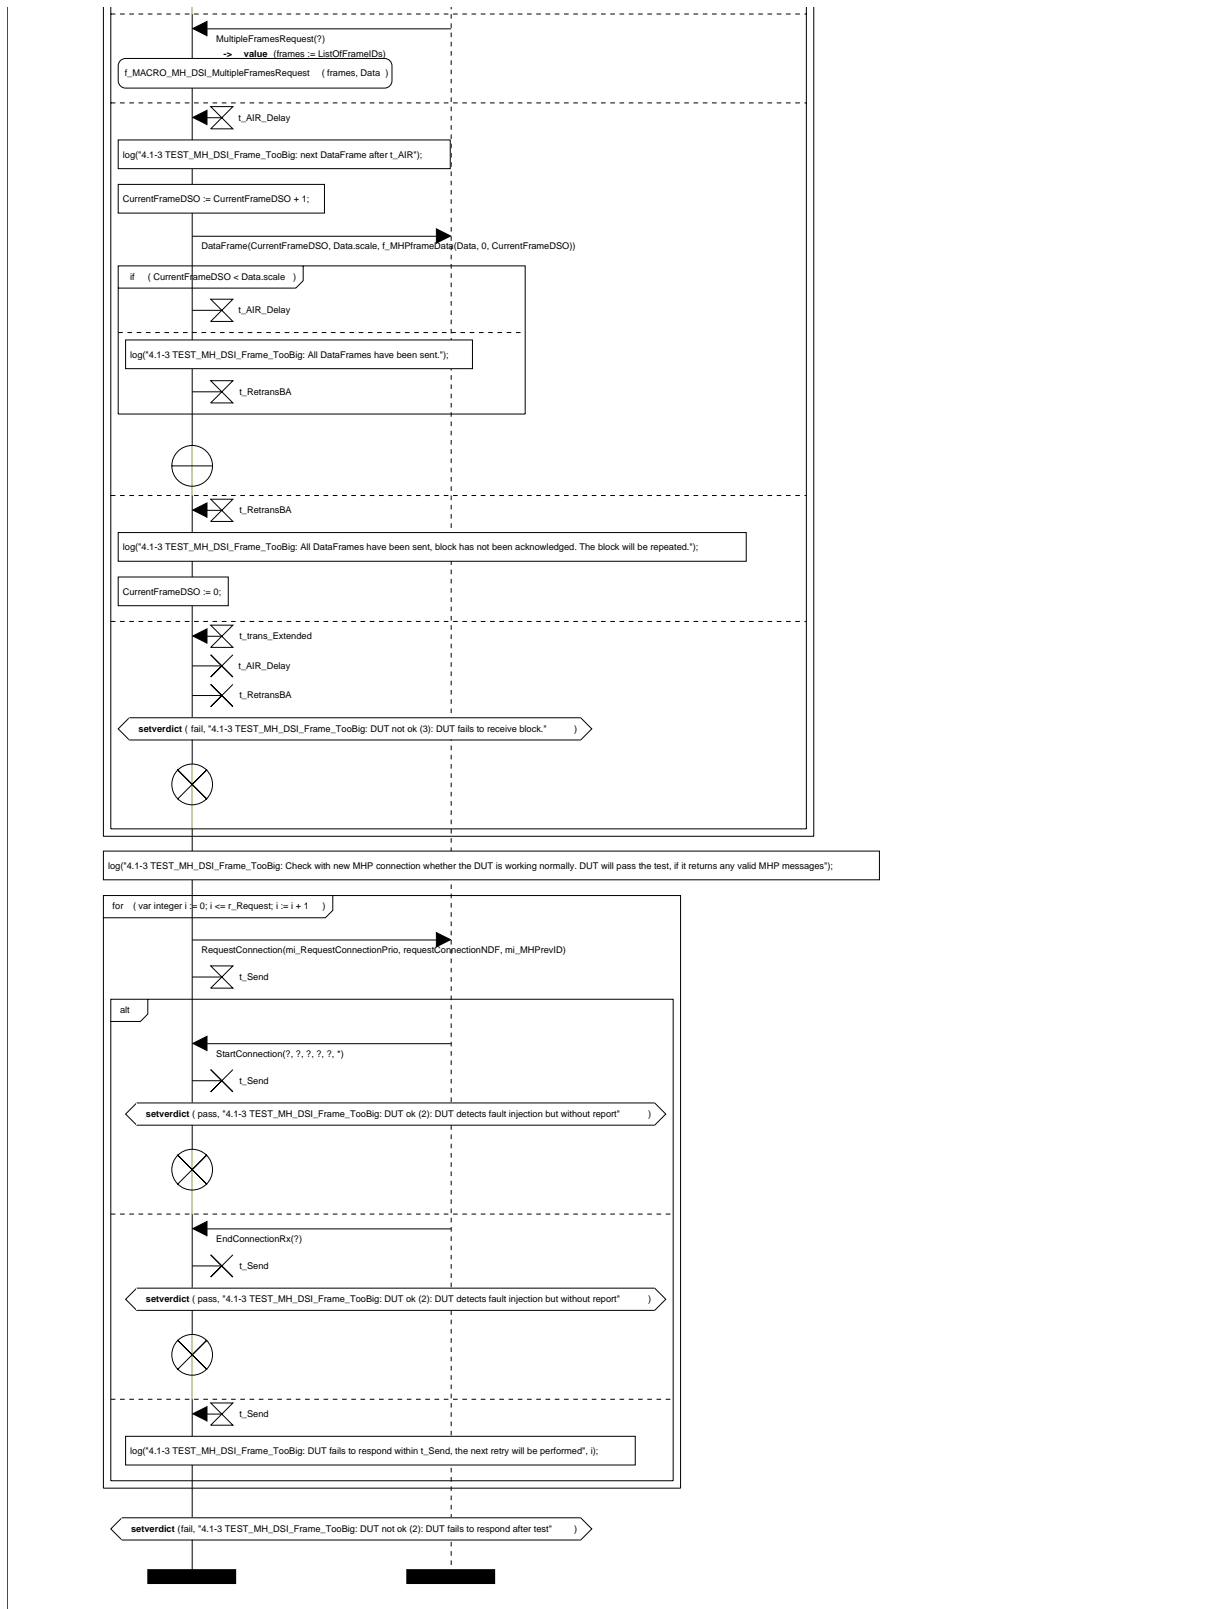 MultipleFramesRequest(?)
-> value (frames := ListOfFrameIDs)
f_MACRO_MH_DSI_MultipleFramesRequest ( frames, Data )
t_AIR_Delay
log("4.1-3 TEST_MH_DSI_Frame_TooBig: next DataFrame after t_AIR");
CurrentFrameDSO := CurrentFrameDSO + 1;
DataFrame(CurrentFrameDSO, Data.scale, f_MHPframeData(Data, 0, CurrentFrameDSO))
if ( CurrentFrameDSO < Data.scale )
t_AIR_Delay
log("4.1-3 TEST_MH_DSI_Frame_TooBig: All DataFrames have been sent.");
t_RetransBA
t_RetransBA
log("4.1-3 TEST_MH_DSI_Frame_TooBig: All DataFrames have been sent, block has not been acknowledged. The block will be repeated.");
CurrentFrameDSO := 0;
t_trans_Extended
t_AIR_Delay
t_RetransBA
setverdict ( fail, "4.1-3 TEST_MH_DSI_Frame_TooBig: DUT not ok (3): DUT fails to receive block." )
log("4.1-3 TEST_MH_DSI_Frame_TooBig: Check with new MHP connection whether the DUT is working normally. DUT will pass the test, if it returns any valid MHP messages");
for ( var integer i := 0; i <= r_Request; i := i + 1 )
RequestConnection(mi_RequestConnectionPrio, requestConnectionNDF, mi_MHPrevID)
t_Send
alt
StartConnection(?, ?, ?, ?, ?, *)
t_Send
setverdict ( pass, "4.1-3 TEST_MH_DSI_Frame_TooBig: DUT ok (2): DUT detects fault injection but without report" )
EndConnectionRx(?)
t_Send
setverdict ( pass, "4.1-3 TEST_MH_DSI_Frame_TooBig: DUT ok (2): DUT detects fault injection but without report" )
t_Send
log("4.1-3 TEST_MH_DSI_Frame_TooBig: DUT fails to respond within t_Send, the next retry will be performed", i);
setverdict (fail, "4.1-3 TEST_MH_DSI_Frame_TooBig: DUT not ok (2): DUT fails to respond after test" )